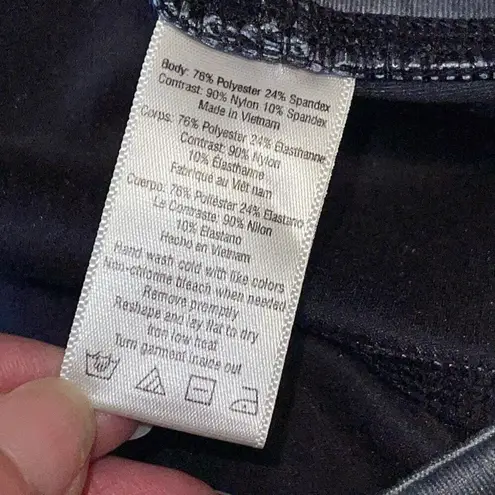 Body: 76% Polyester 24% Spandex
Contrast: 90% Nylon 10% Spandex
Made in Vietnam
Corps: 76% Polyester 24% Elasthanne
Contrast: 90% Nylon
10% Elasthanne
Fabriqué au Viêt nam
Cuerpo: 76% Poliéster 24% Elastano
Le Contraste: 90% Nilon
10% Elastano
Hecho en Vietnam
Hand wash cold with like colors
Non-chlorine bleach when needed
Remove promptly
Reshape and lay flat to dry
Iron low heat
Turn garment inside out